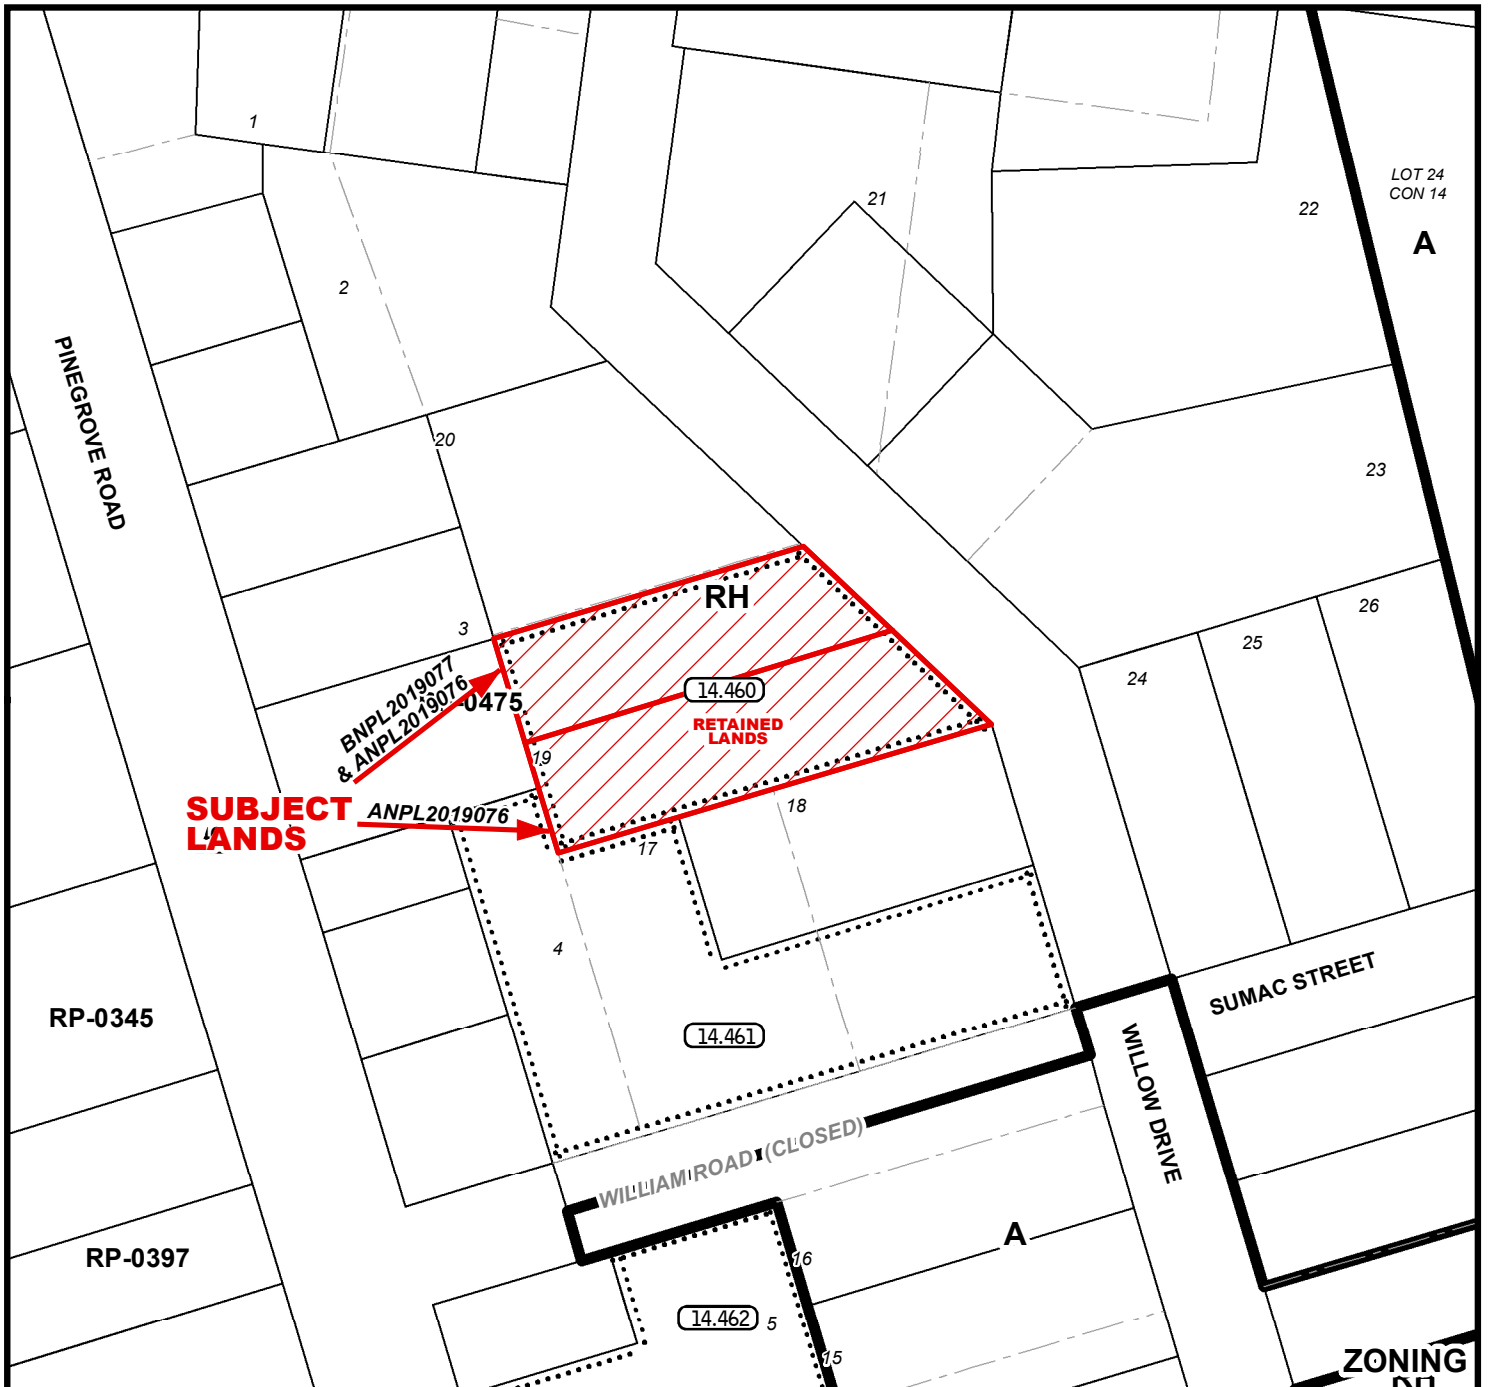 1
LOT 24
CON 14
21
22
A
2
PINEGROVE ROAD
20
23
RH
26
3
25
BNPL2019077
& ANPL2019076
24
14.460
-0475
RETAINED
LANDS
19
SUBJECT
LANDS
ANPL2019076
18
17
4
SUMAC STREET
RP-0345
14.461
WILLOW DRIVE
WILLIAM ROAD (CLOSED)
A
RP-0397
16
14.462
5
15
ZONING
RH